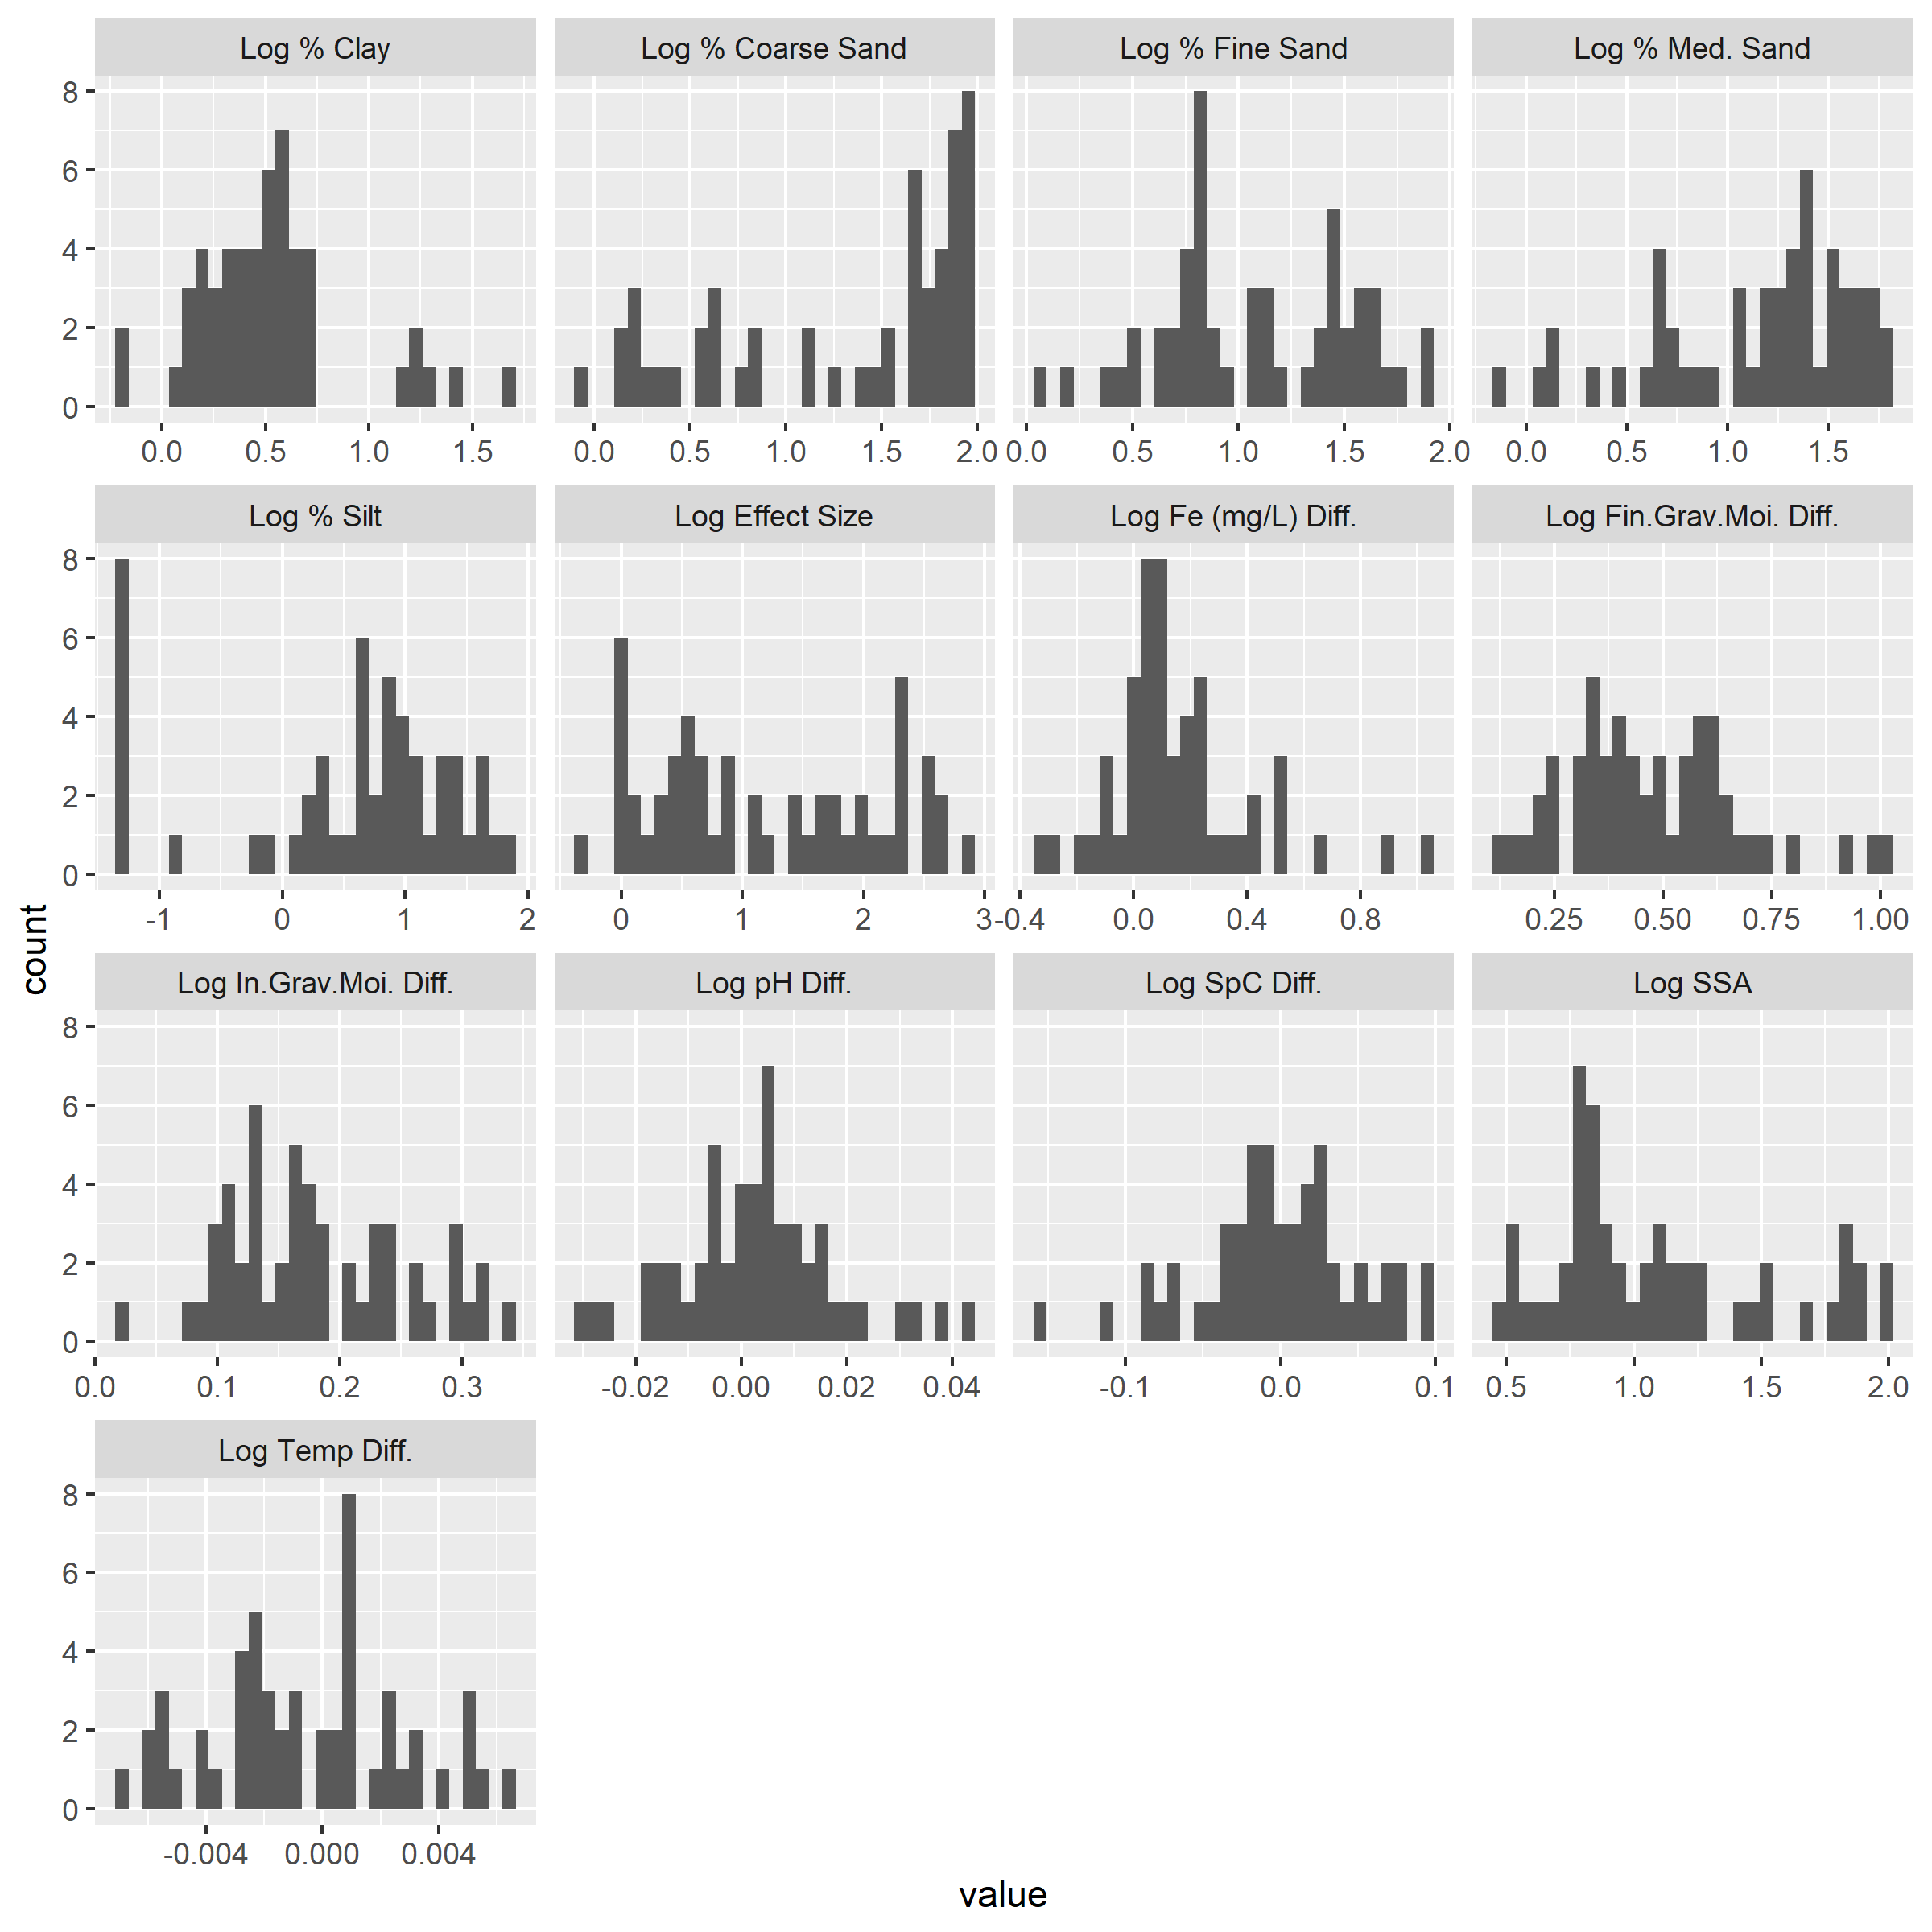 Log % Clay Log % Coarse Sand Log % Fine Sand Log % Med. Sand
8
6
4
2
0
0.0 0.5 1.0 1.5 0.0 0.5 1.0 1.5 2.0 0.0 0.5 1.0 1.5 2.0 0.0 0.5 1.0 1.5
Log % Silt Log Effect Size Log Fe (mg/L) Diff. Log Fin.Grav.Moi. Diff.
8
6
4
2
0
-1 0 1 2 0 1 2 3 -0.4 0.0 0.4 0.8 0.25 0.50 0.75 1.00
count
Log In.Grav.Moi. Diff. Log pH Diff. Log SpC Diff. Log SSA
8
6
4
2
0
0.0 0.1 0.2 0.3 -0.02 0.00 0.02 0.04 -0.1 0.0 0.1 0.5 1.0 1.5 2.0
Log Temp Diff.
8
6
4
2
0
-0.004 0.000 0.004
value